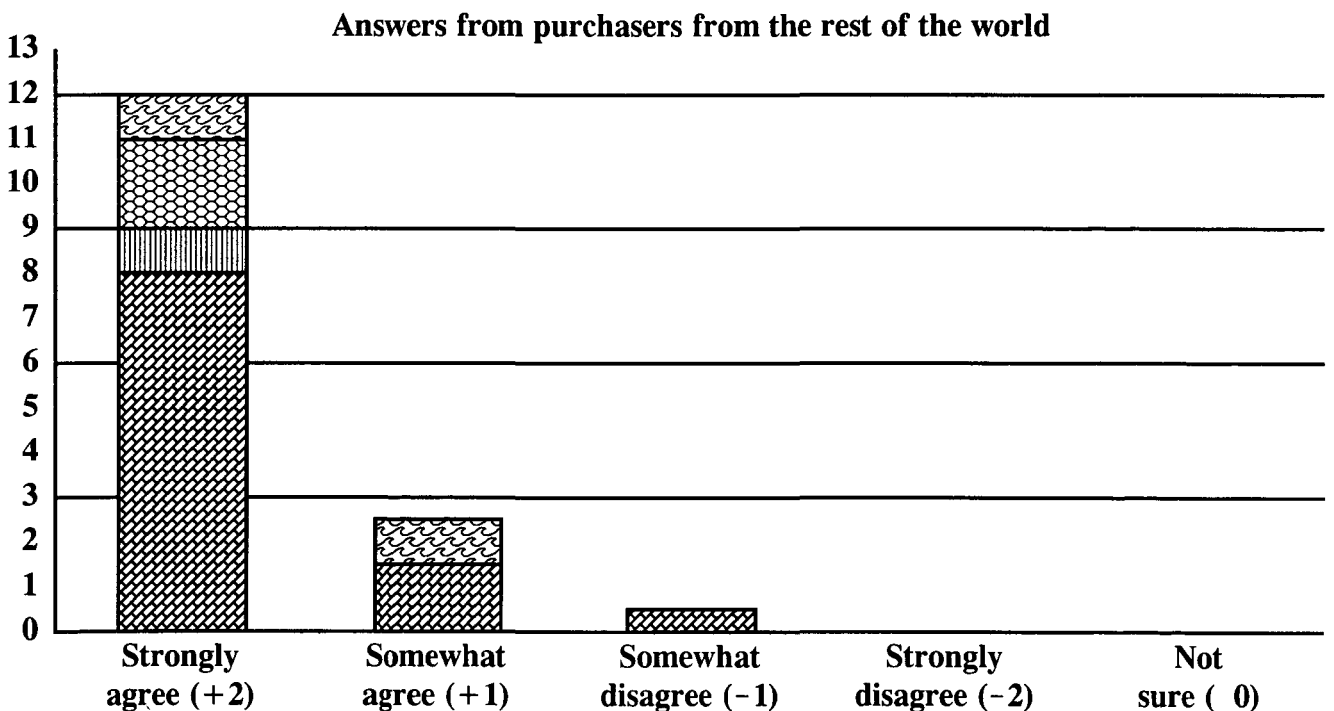 Answers from purchasers from the rest of the world
13
12
11
10
9
8
7
6
5
4
3
2
1
0
Strongly agree (+2)
Somewhat agree (+1)
Somewhat disagree (-1)
Strongly disagree (-2)
Not sure ( 0)